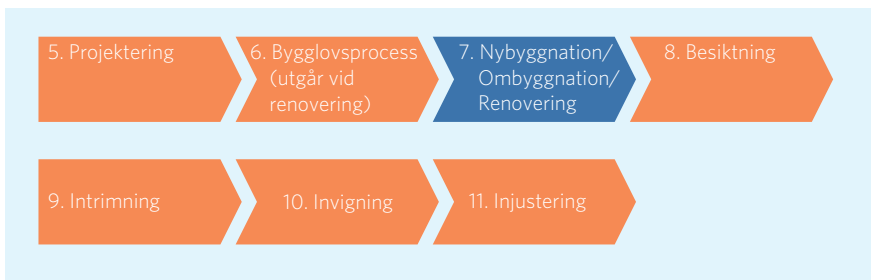 5. Projektering
6. Bygglovsprocess
(utgår vid
renovering)
7. Nybyggnation/
Ombyggnation/
Renovering
8. Besiktning
9. Intrimning
10. Invigning
11. Injustering